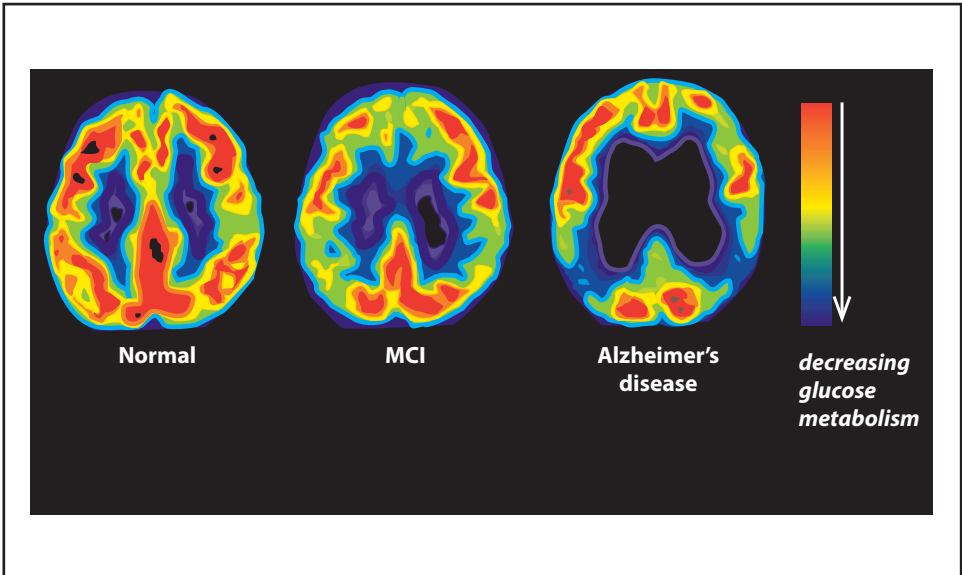 Normal
MCI
Alzheimer’s
disease
decreasing
glucose
metabolism